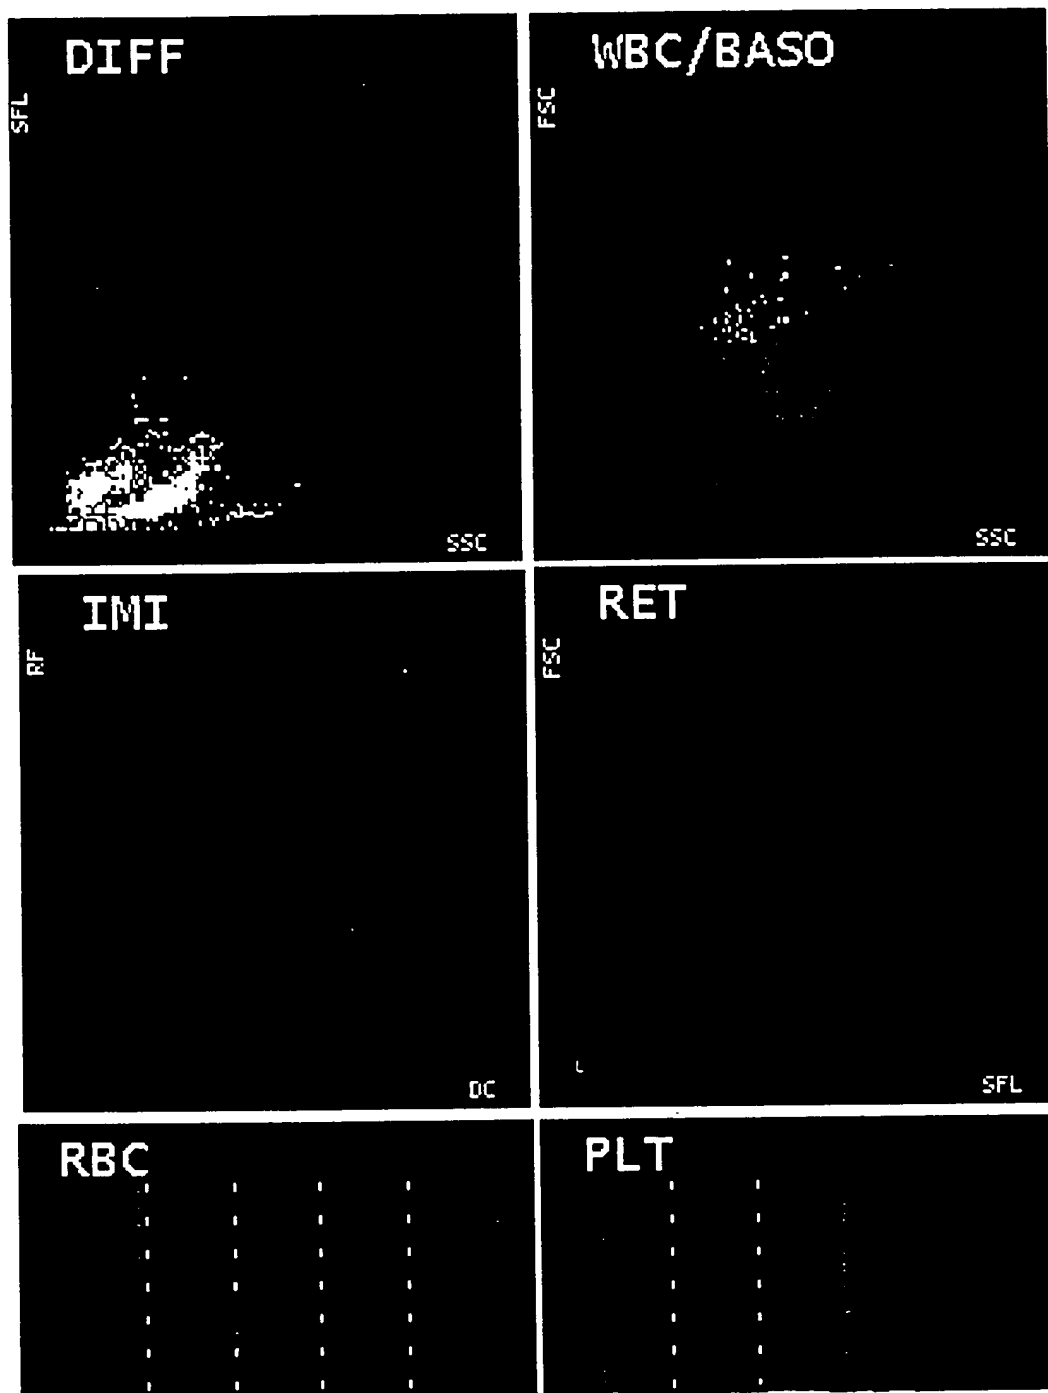 DIFF
SFL
SSC
WBC/BASO
FSC
SSC
IMI
RF
DC
RET
FSC
SFL
RBC
PLT